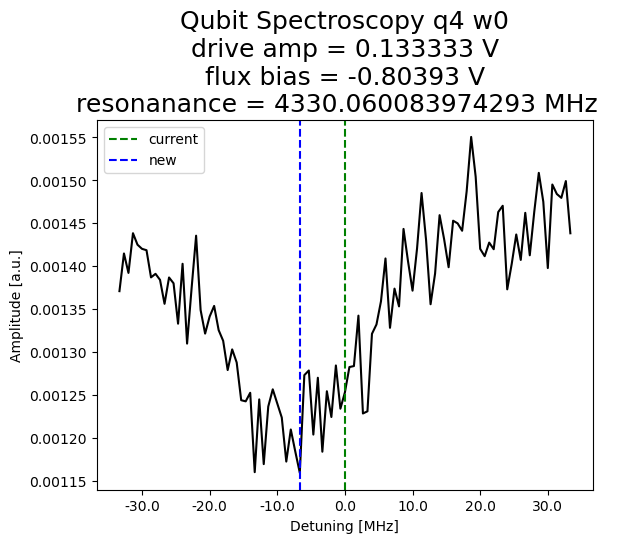 Qubit Spectroscopy q4 w0
drive amp = 0.133333 V
flux bias = -0.80393 V
resonanance = 4330.060083974293 MHz
current
new
0.00155
0.00150
0.00145
0.00140
0.00135
0.00130
0.00125
0.00120
0.00115
Amplitude [a.u.]
-30.0 -20.0 -10.0 0.0 10.0 20.0 30.0
Detuning [MHz]